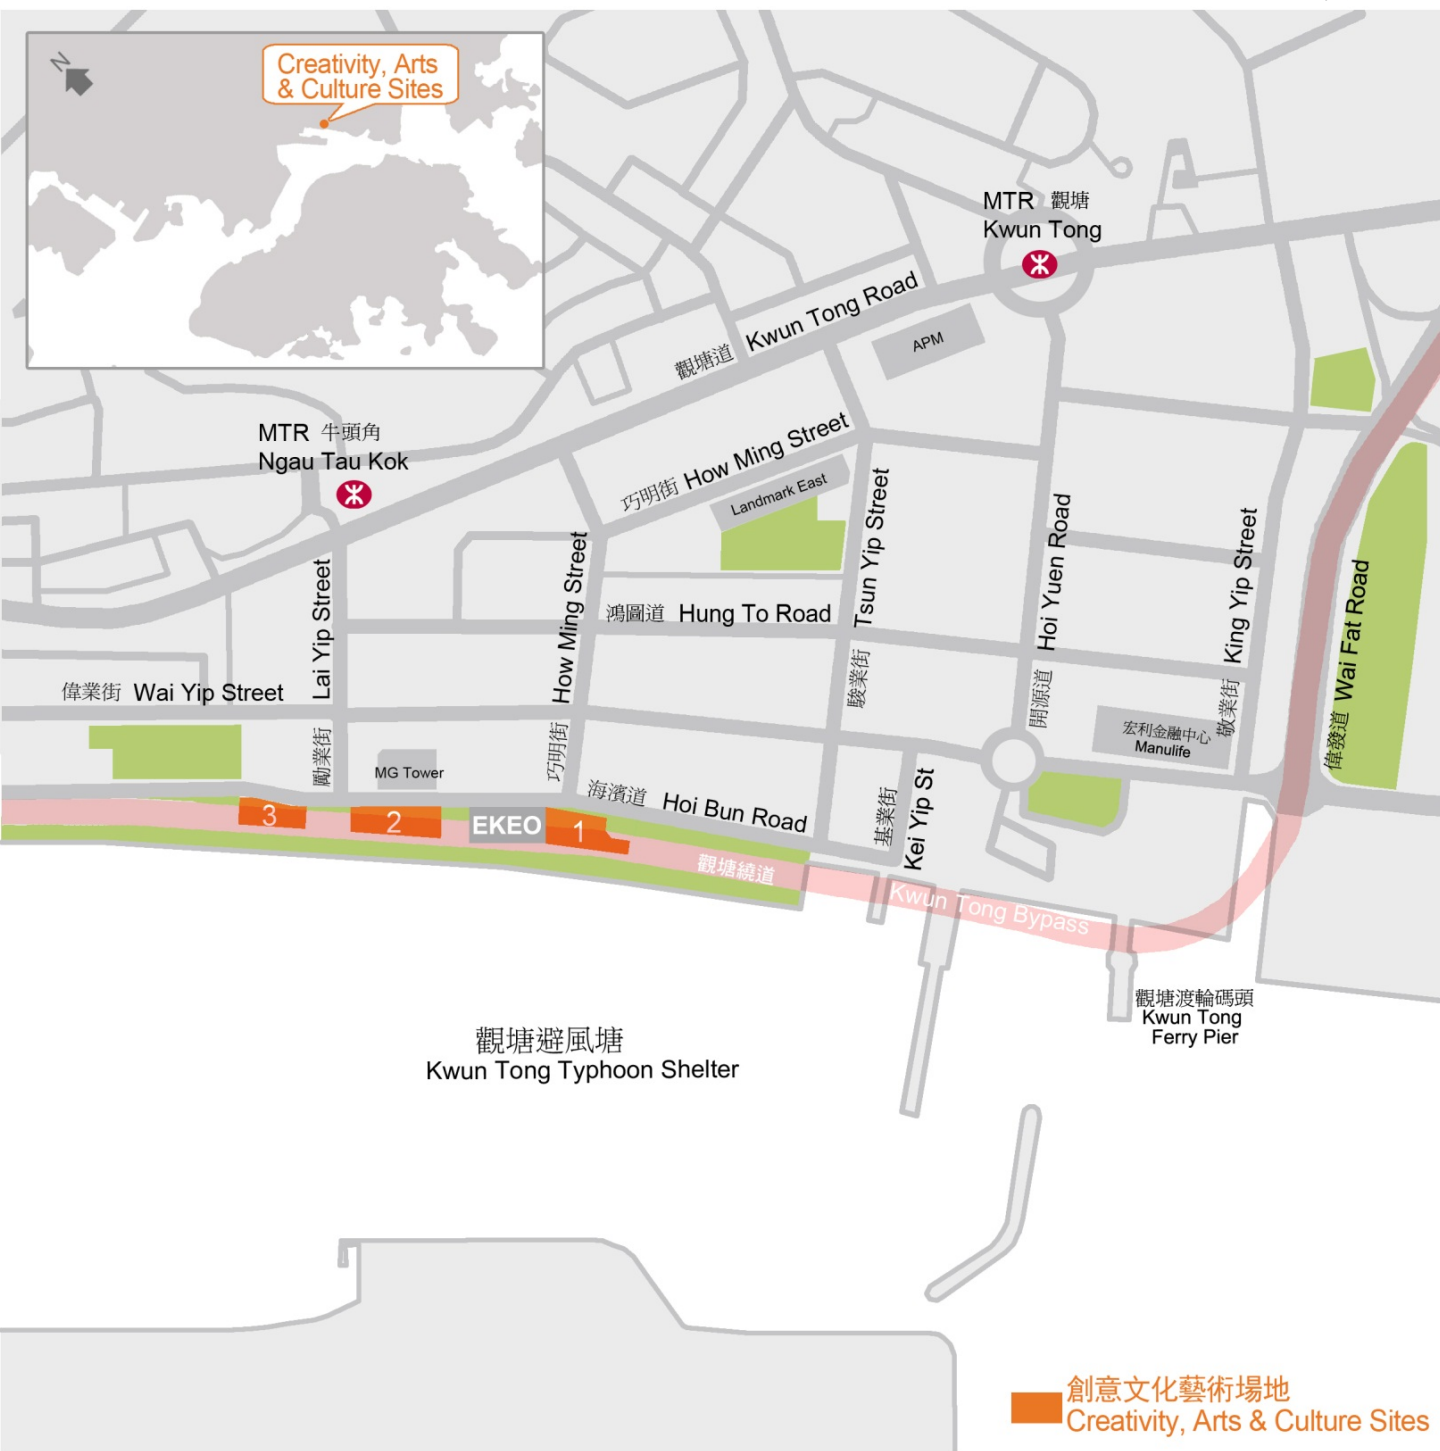 N
Creativity, Arts
& Culture Sites
MTR 觀塘
Kwun Tong
觀塘道 Kwun Tong Road
APM
MTR 牛頭角
Ngau Tau Kok
巧明街 How Ming Street
Landmark East
Lai Yip Street
勵業街
How Ming Street
巧明街
鴻圖道 Hung To Road
Tsun Yip Street
駿業街
Hoi Yuen Road
開源道
King Yip Street
敬業街
偉發道 Wai Fat Road
偉業街 Wai Yip Street
宏利金融中心
Manulife
MG Tower
海濱道 Hoi Bun Road
基業街
Kei Yip St
3
2
EKEO
1
觀塘繞道
Kwun Tong Bypass
觀塘渡輪碼頭
Kwun Tong
Ferry Pier
觀塘避風塘
Kwun Tong Typhoon Shelter
創意文化藝術場地
Creativity, Arts & Culture Sites